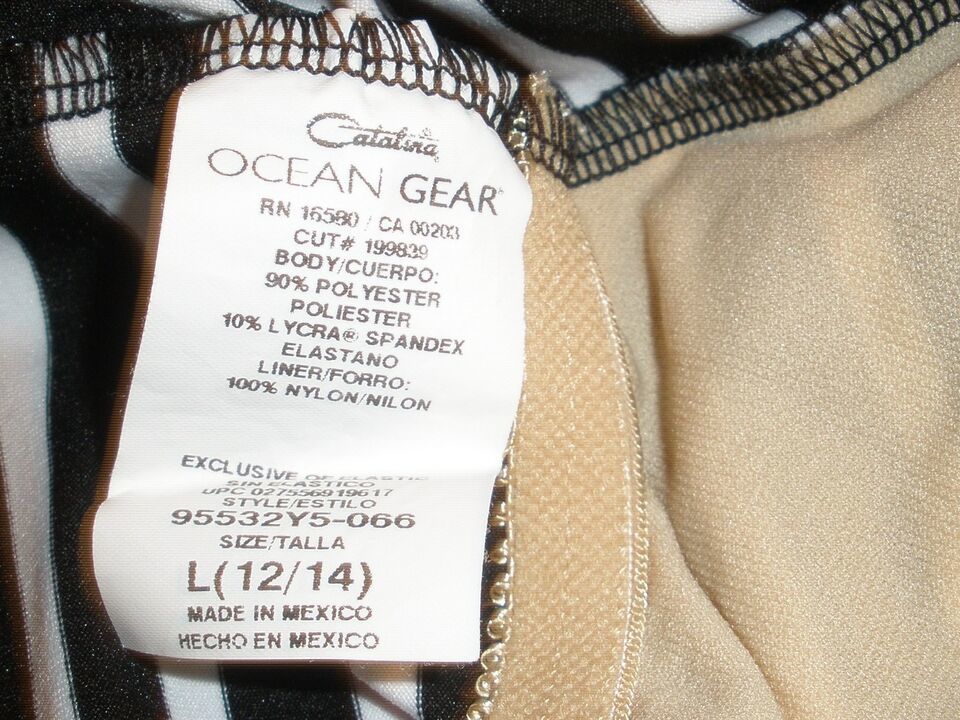 Catalina
OCEAN GEAR
RN 16580 / CA 00203
CUT# 199839
BODY/CUERPO:
90% POLYESTER
POLIESTER
10% LYCRA® SPANDEX
ELASTANO
LINER/FORRO:
100% NYLON/NILON
EXCLUSIVE OF ELASTIC
SIN ELASTICO
UPC 027556919617
STYLE/ESTILO
95532Y5-066
SIZE/TALLA
L(12/14)
MADE IN MEXICO
HECHO EN MEXICO